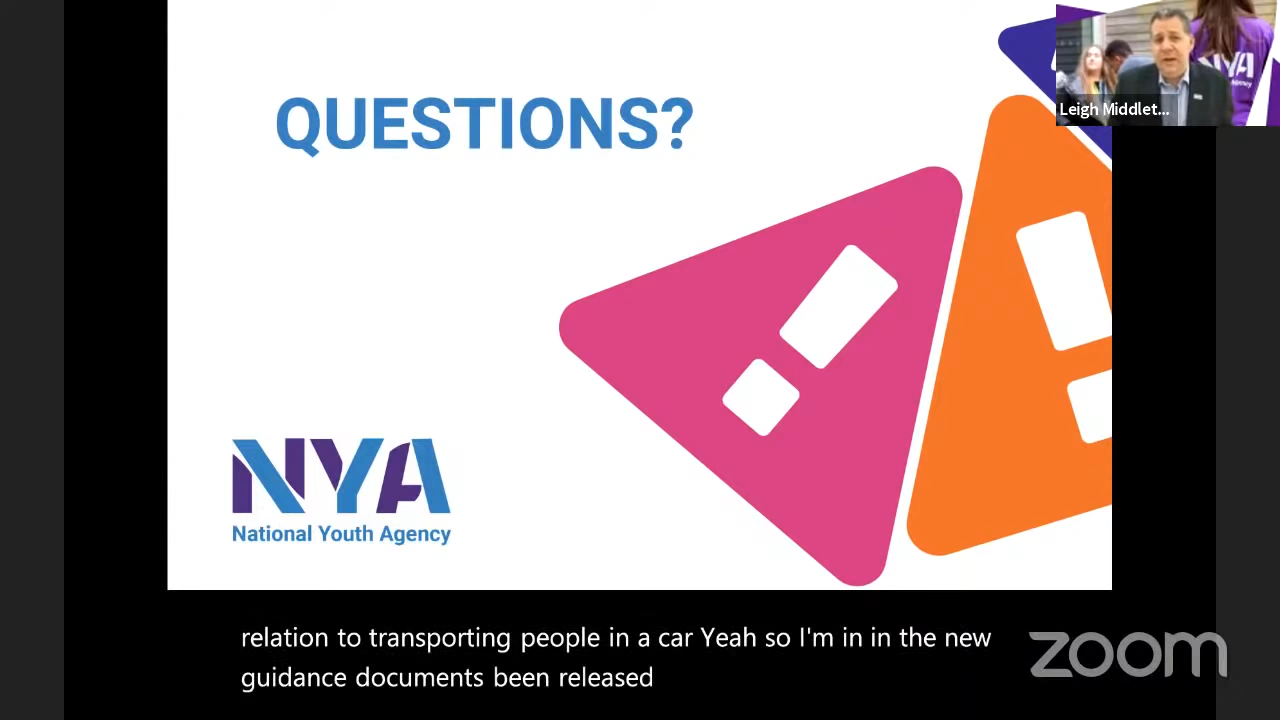 QUESTIONS?
NYA
Leigh Middlet...
NYA
National Youth Agency
relation to transporting people in a car Yeah so I'm in in the new
guidance documents been released
zoom